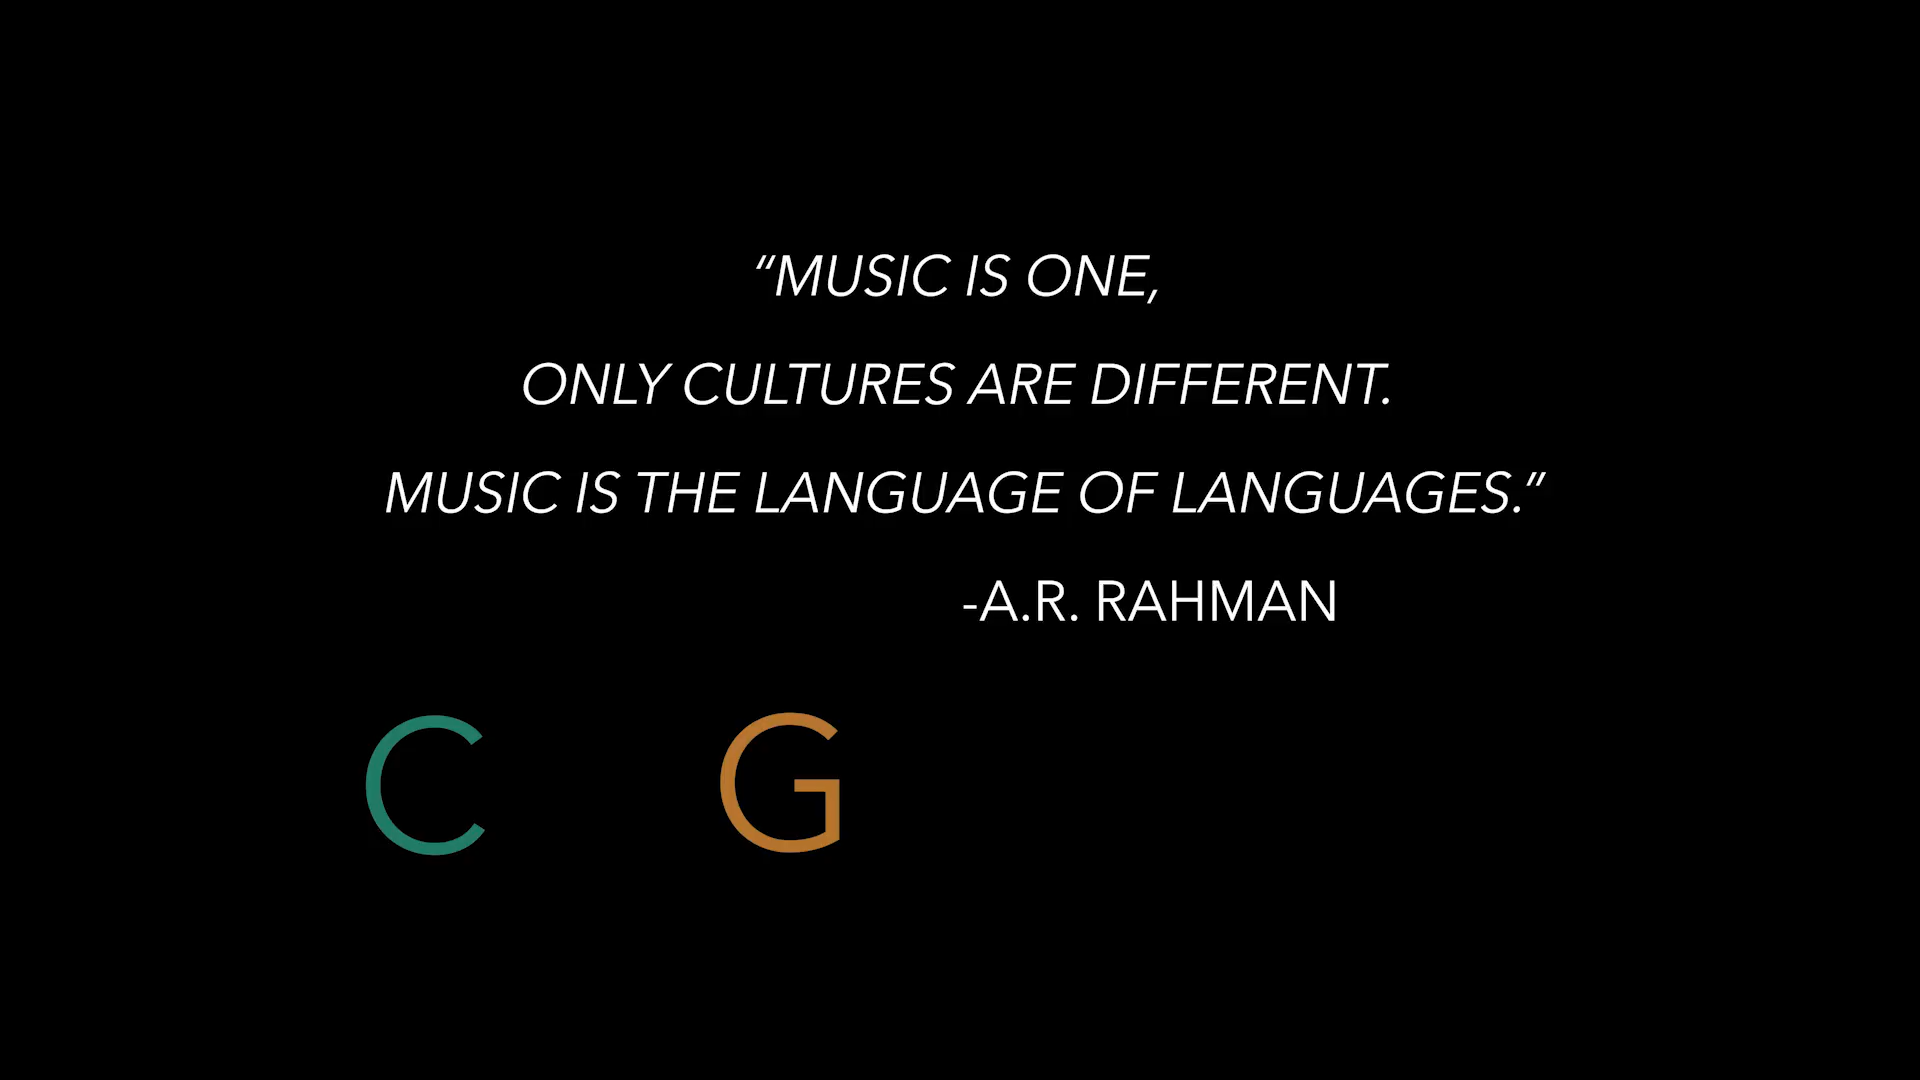 “MUSIC IS ONE,
ONLY CULTURES ARE DIFFERENT.
MUSIC IS THE LANGUAGE OF LANGUAGES.”
-A.R. RAHMAN
C G